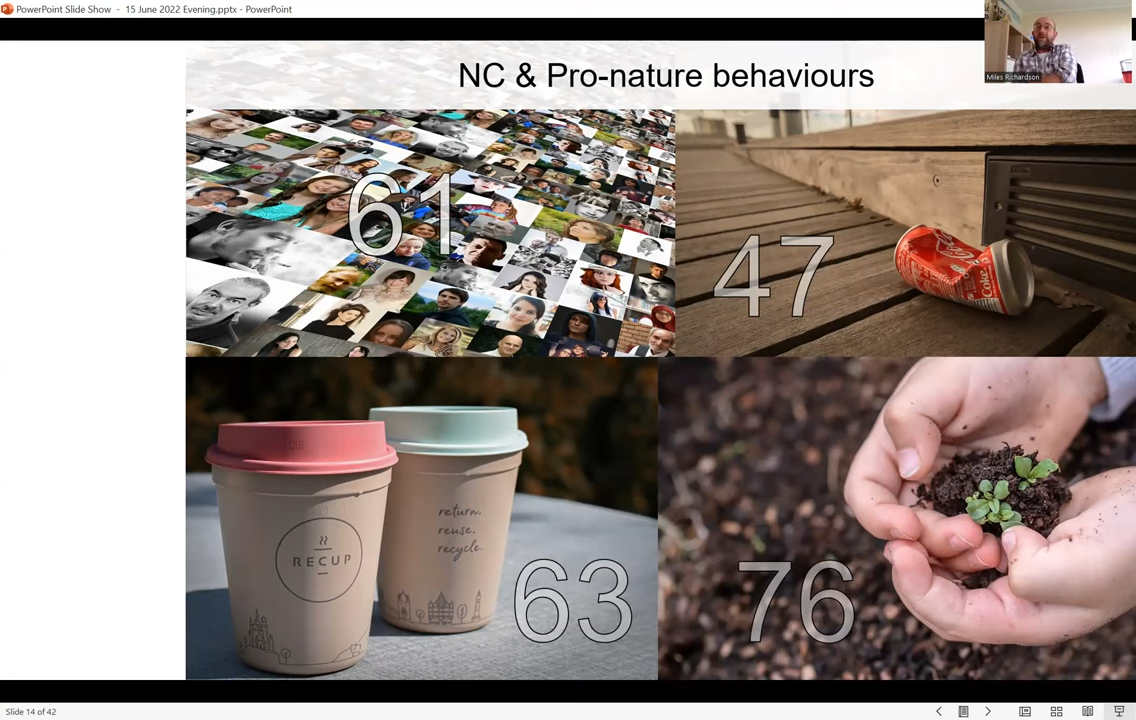 PowerPoint Slide Show - 15 June 2022 Evening.pptx - PowerPoint
Miles Richardson
NC & Pro-nature behaviours
61
47
Coke
RECUP
return.
reuse.
recycle.
63
76
Slide 14 of 42